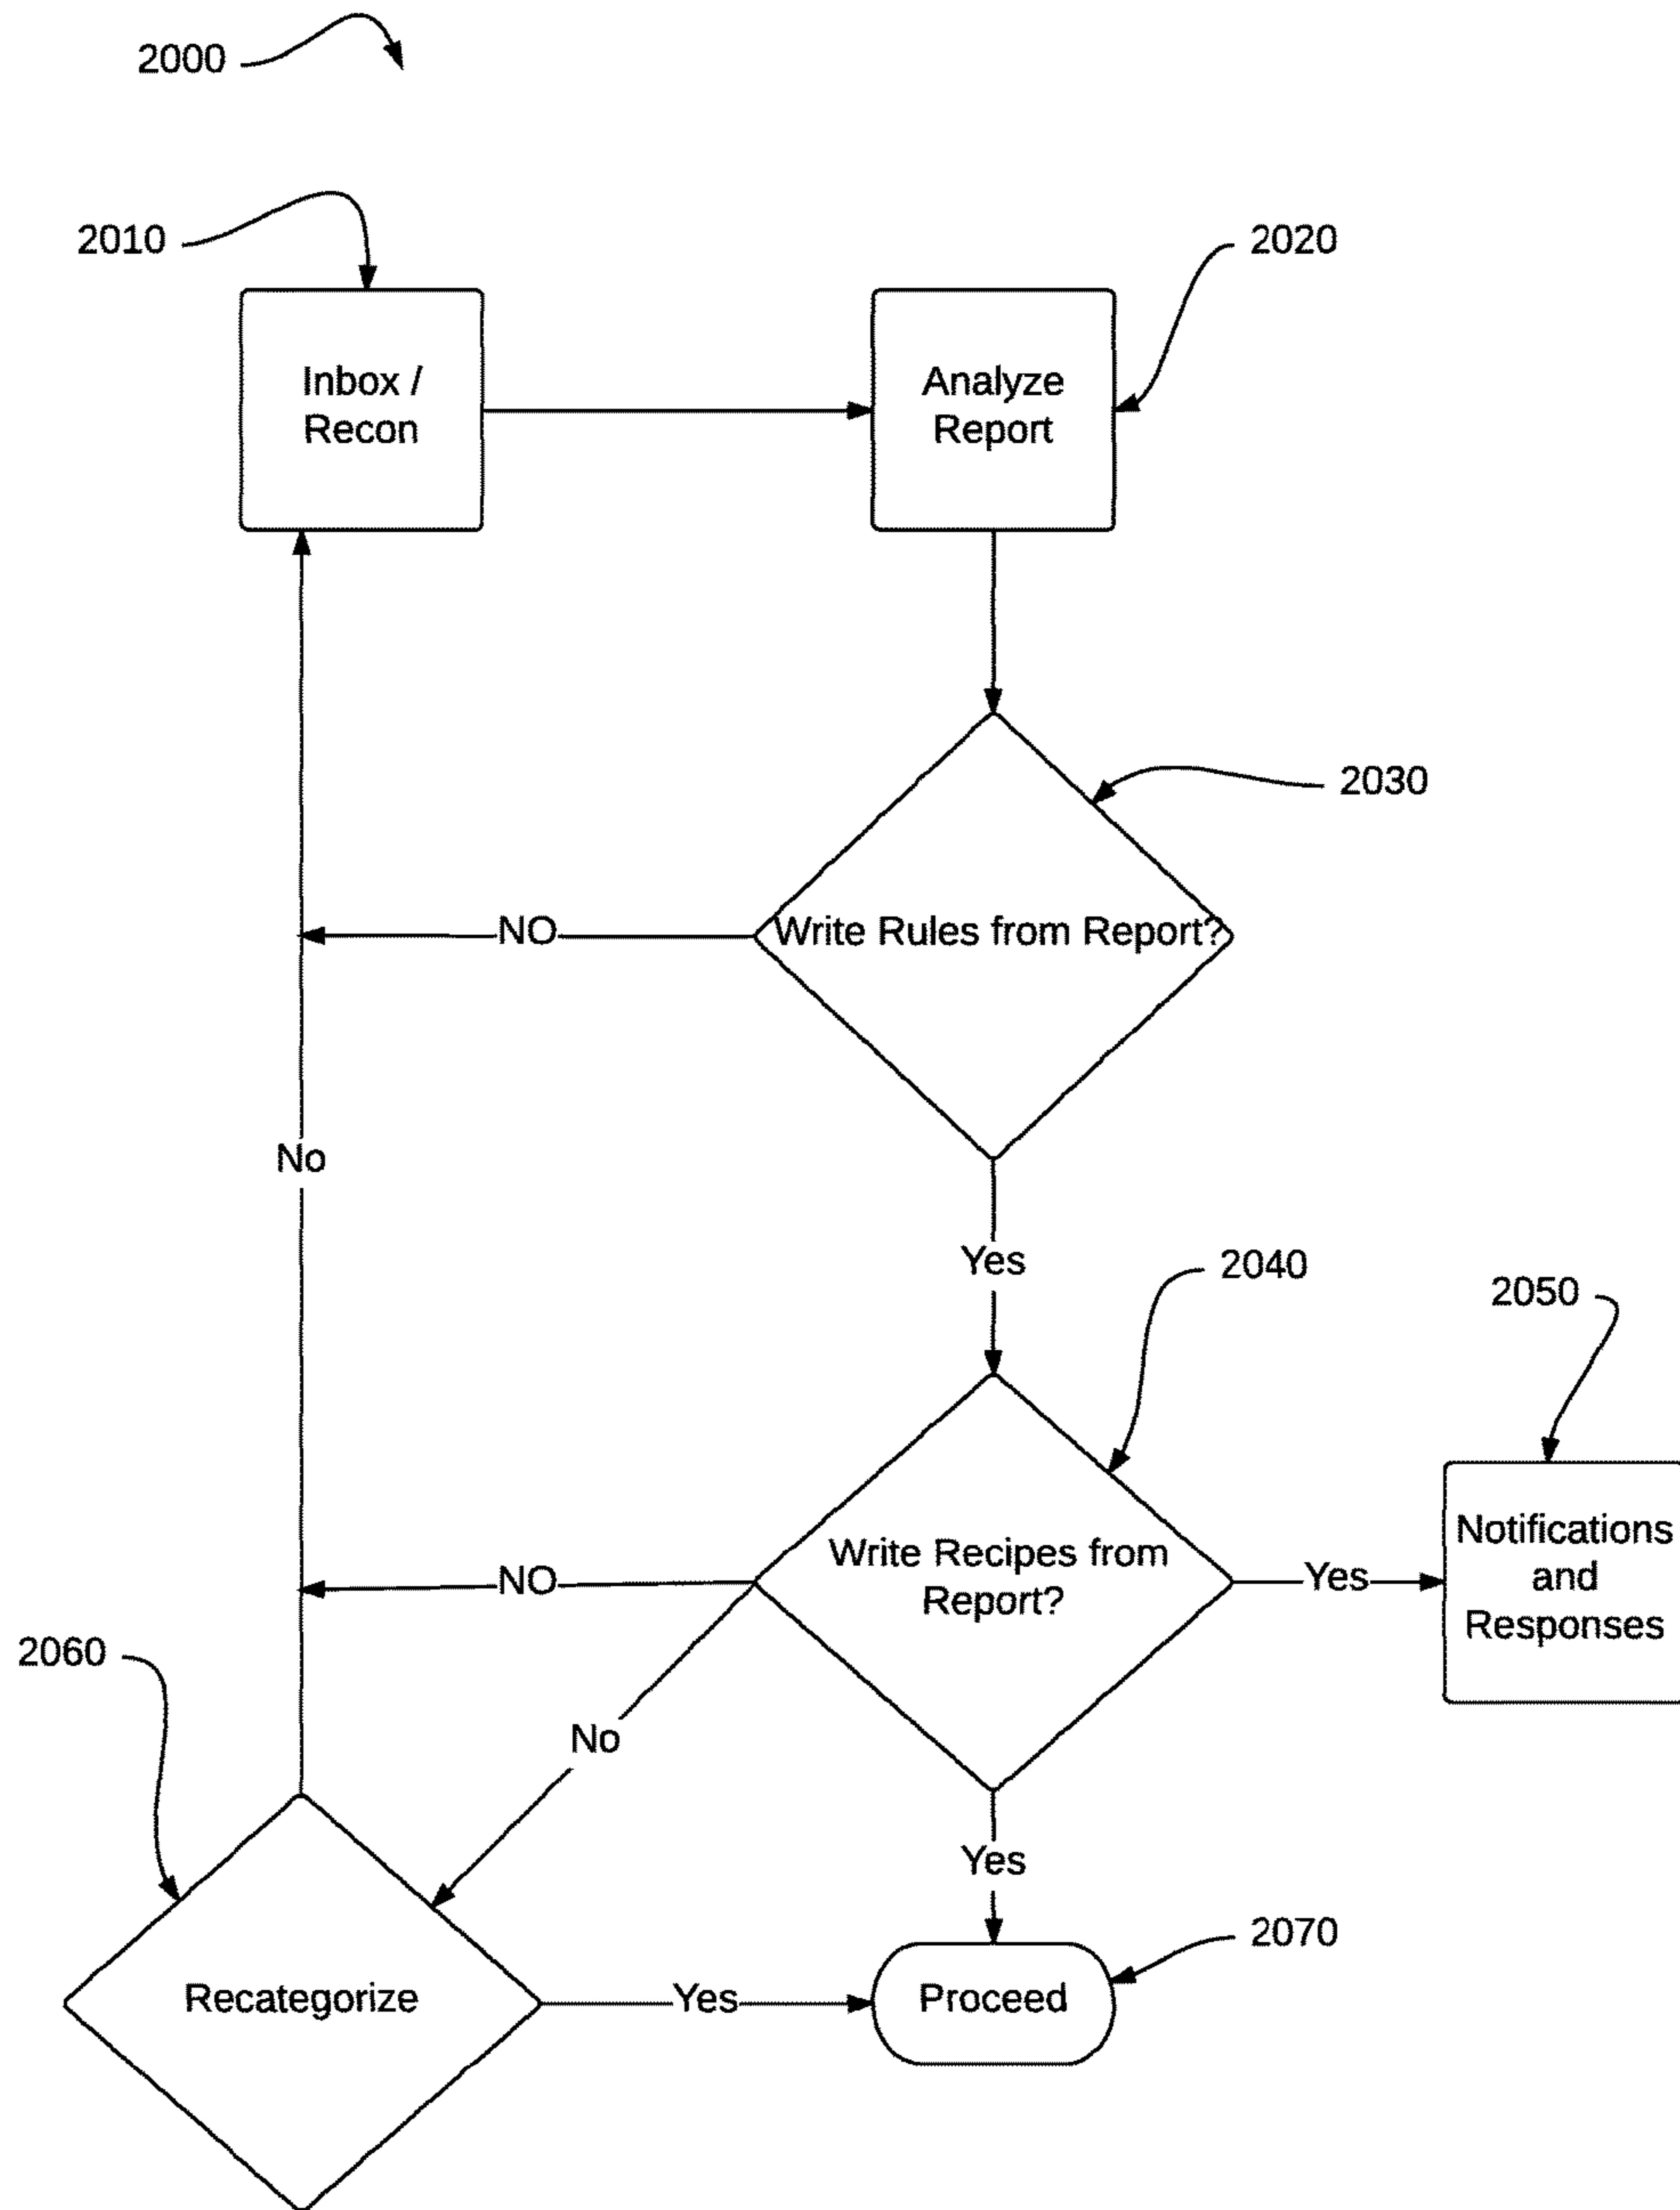 2000
2010
2020
Inbox /
Recon
Analyze
Report
2030
Write Rules from Report?
NO
No
Yes
2040
2050
Write Recipes from
Report?
Notifications
and
Responses
Yes
NO
2060
No
Yes
2070
Recategorize
Yes
Proceed